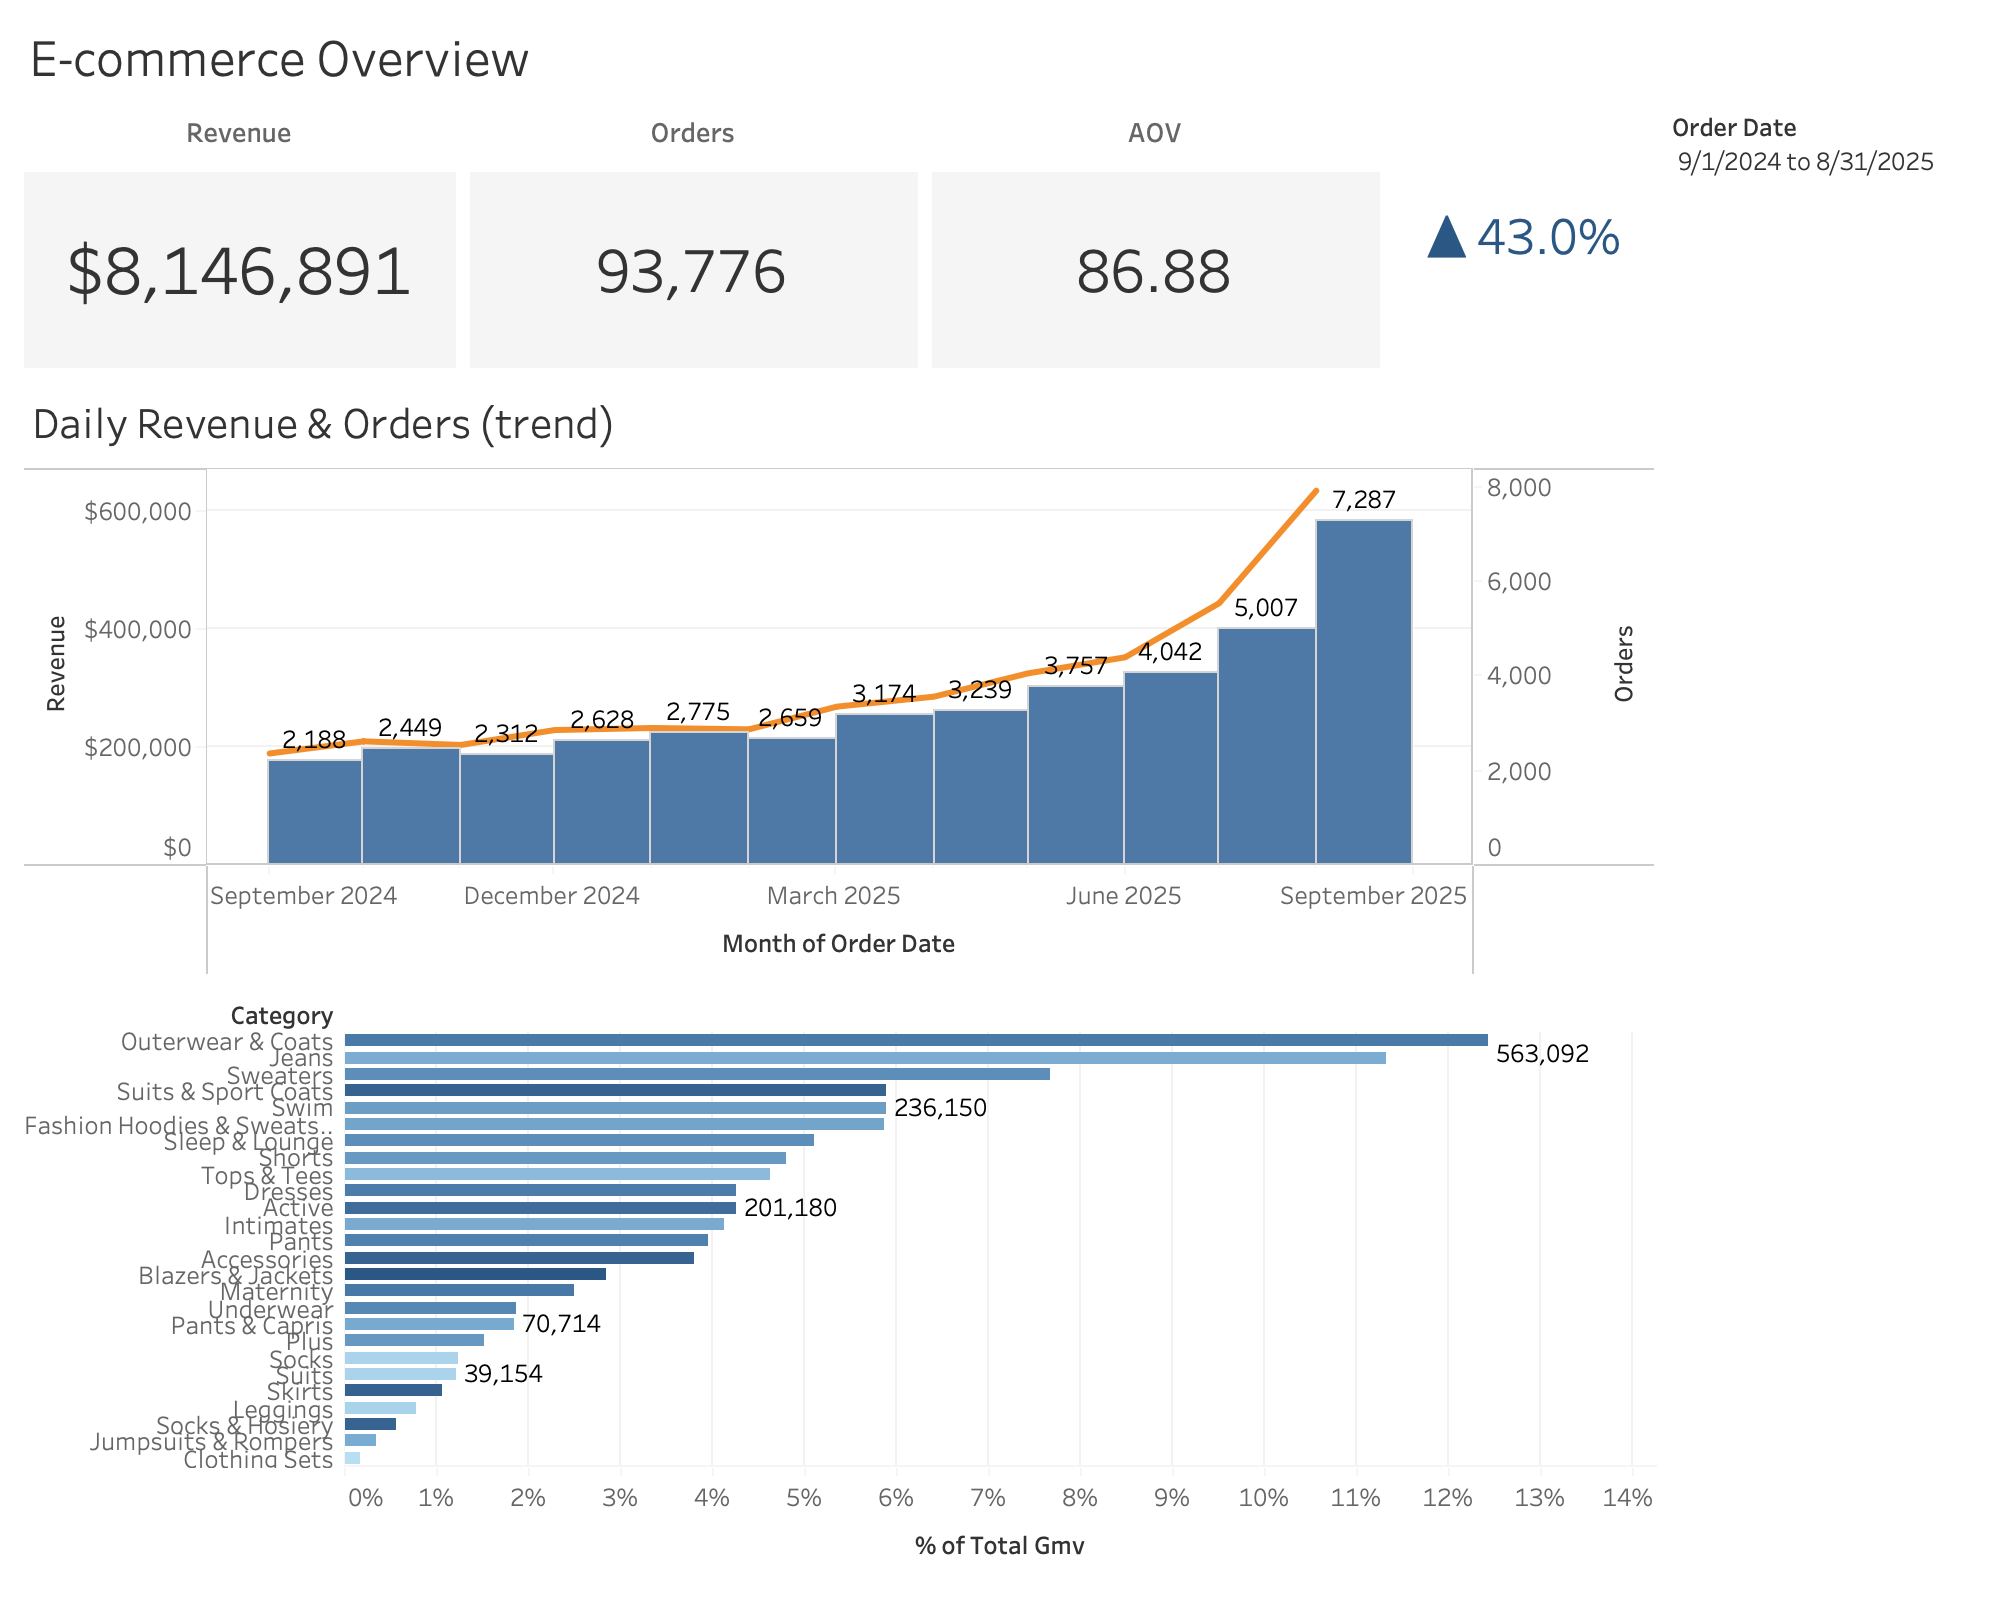 E-commerce Overview
Revenue
Orders
AOV
Order Date
9/1/2024 to 8/31/2025
$8,146,891
93,776
86.88
▲ 43.0%
Daily Revenue & Orders (trend)
Revenue
$600,000
$400,000
$200,000
$0
2,188
2,449
2,312
2,628
2,775
2,659
3,174
3,239
3,757
4,042
5,007
7,287
8,000
6,000
4,000
2,000
0
Orders
September 2024
December 2024
March 2025
June 2025
September 2025
Month of Order Date
Category
Outerwear & Coats
Jeans
563,092
Sweaters
Suits & Sport Coats
Swim
236,150
Fashion Hoodies & Sweats..
Sleep & Lounge
Shorts
Tops & Tees
Dresses
Active
201,180
Intimates
Pants
Accessories
Blazers & Jackets
Maternity
Underwear
Pants & Capris
70,714
Plus
Socks
Suits
39,154
Skirts
Leggings
Socks & Hosiery
Jumpsuits & Rompers
Clothing Sets
0% 1% 2% 3% 4% 5% 6% 7% 8% 9% 10% 11% 12% 13% 14%
% of Total Gmv